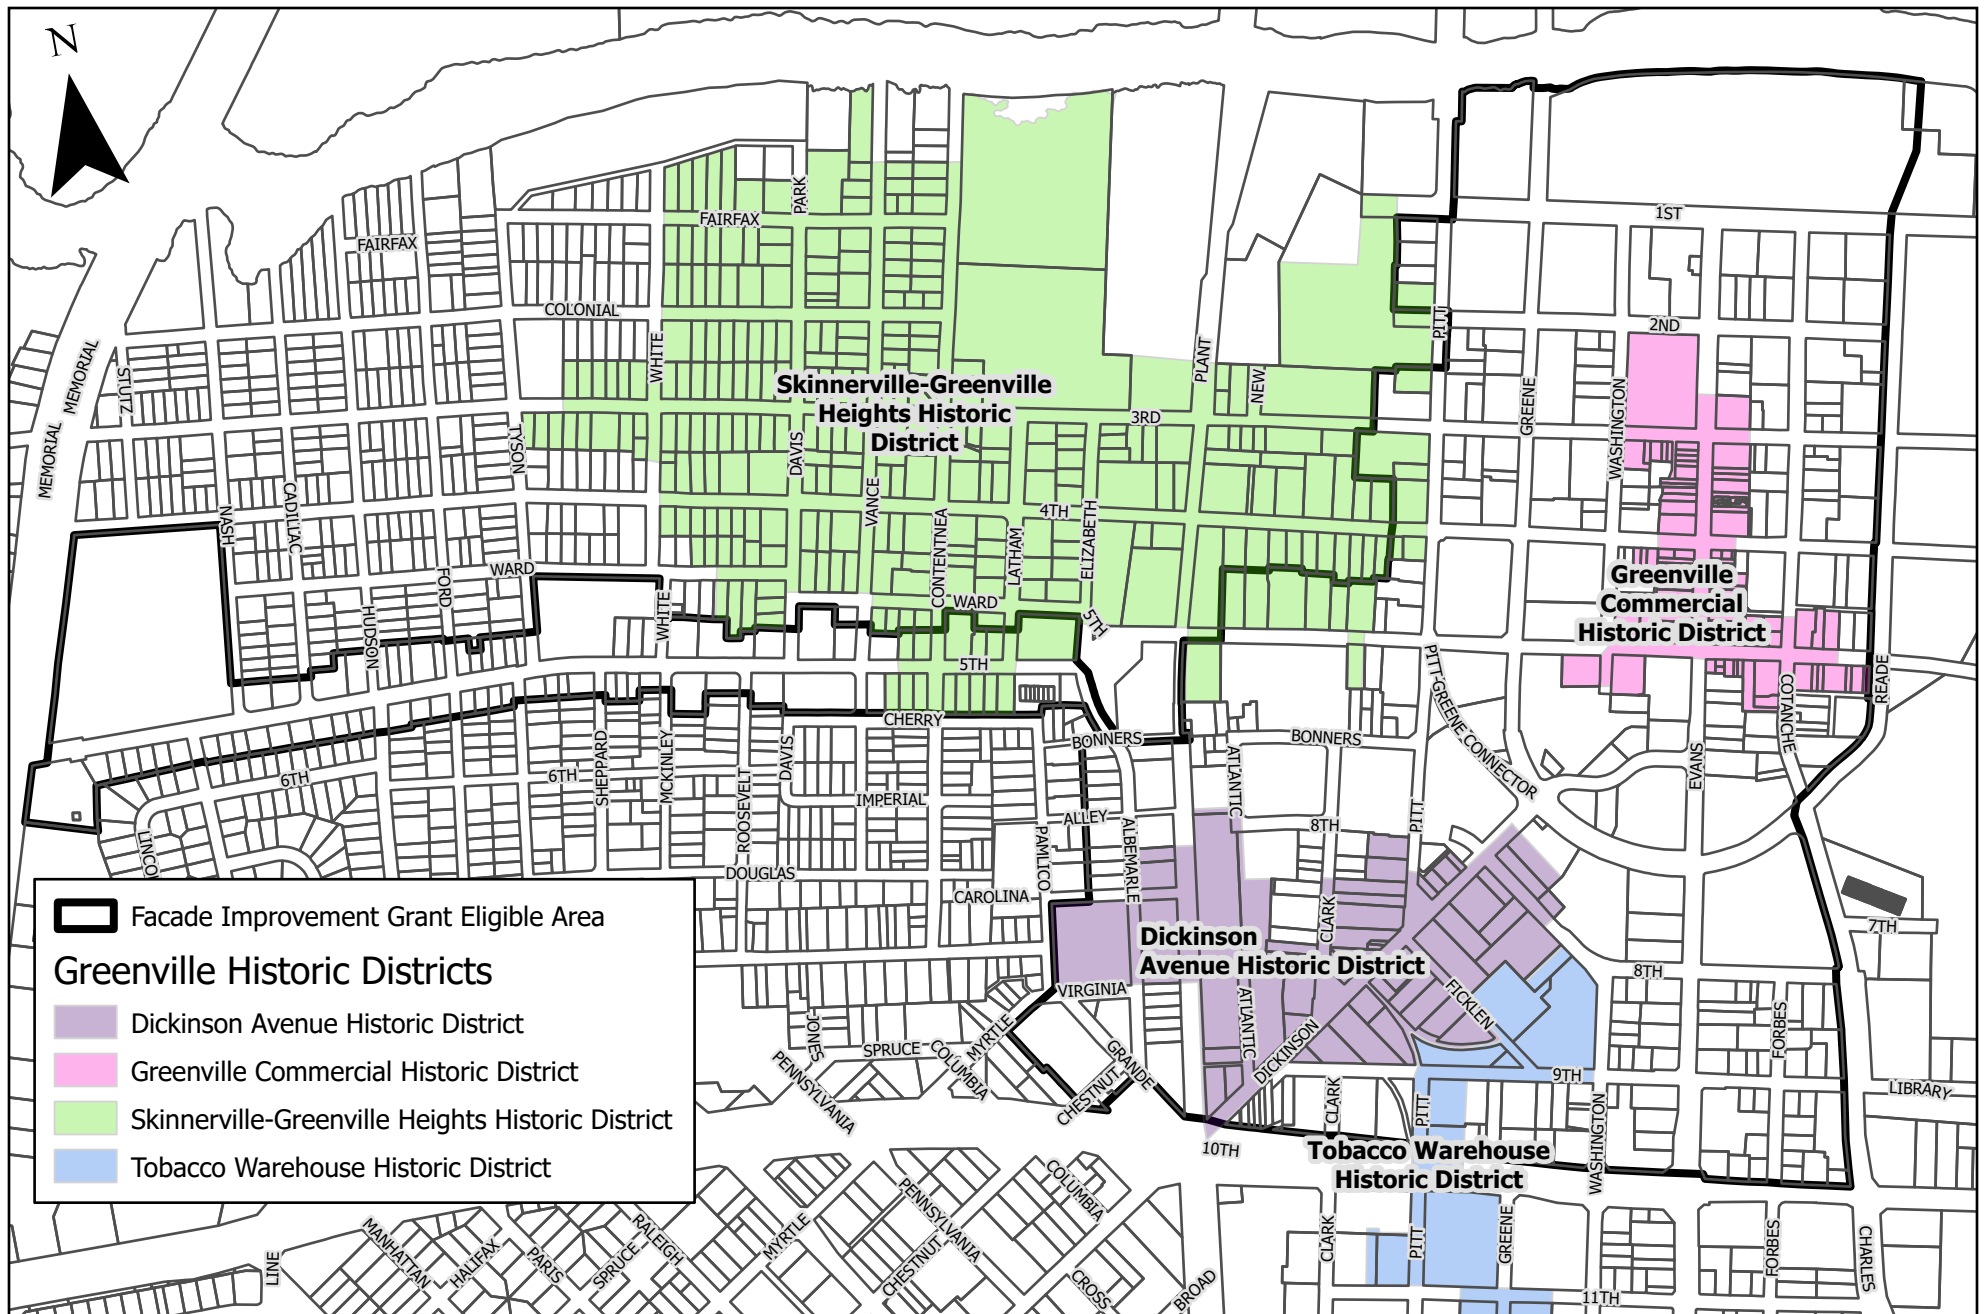 N
1ST
PARK
FAIRFAX
FAIRFAX
COLONIAL
2ND
PITT
WHITE
MEMORIAL
STUTZ
PLANT
NEW
GREENE
WASHINGTON
Skinnerville-Greenville
Heights Historic
District
3RD
MEMORIAL
TYSON
DAVIS
VANCE
4TH
NASH
CADILLAC
CONTENTNEA
LATHAM
ELIZABETH
WARD
FORD
Greenville
Commercial
Historic District
HUDSON
WHITE
WARD
5TH
5TH
PITT-GREENE CONNECTOR
COTANCHE
READE
CHERRY
BONNERS
BONNERS
EVANS
6TH
6TH
SHEPPARD
MCKINLEY
DAVIS
ATLANTIC
ROOSEVELT
IMPERIAL
ALLEY
8TH
PITT
LINCO
PAMLICO
ALBEMARLE
DOUGLAS
CAROLINA
CLARK
7TH
Dickinson
Avenue Historic District
8TH
VIRGINIA
FICKLEN
FORBES
ATLANTIC
JONES
SPRUCE
COLUMBIA
MYRTLE
GRANDE
DICKINSON
9TH
PENNSYLVANIA
CHESTNUT
CLARK
PITT
WASHINGTON
LIBRARY
10TH
Tobacco Warehouse
Historic District
COLUMBIA
PENNSYLVANIA
MANHATTAN
HALIFAX
PARIS
SPRUCE
RALEIGH
MYRTLE
CHESTNUT
CROSS
BROAD
LINE
CLARK
PITT
GREENE
FORBES
CHARLES
11TH
Facade Improvement Grant Eligible Area
Greenville Historic Districts
Dickinson Avenue Historic District
Greenville Commercial Historic District
Skinnerville-Greenville Heights Historic District
Tobacco Warehouse Historic District